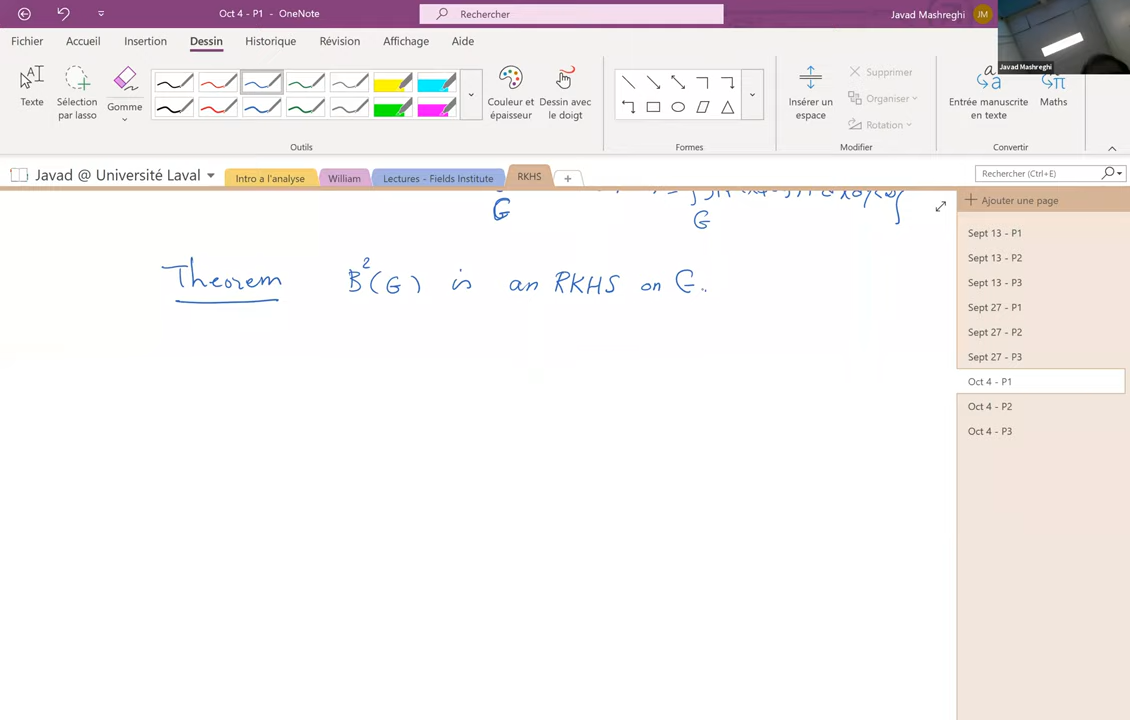 Oct 4 - P1 - OneNote
Rechercher
Javad Mashreghi
JM
Javad Mashreghi
Fichier
Accueil
Insertion
Dessin
Historique
Révision
Affichage
Aide
Texte
Sélection par lasso
Gomme
Couleur et épaisseur
Dessin avec le doigt
Insérer un espace
Supprimer
Organiser
Rotation
Entrée manuscrite en texte
Maths
Outils
Formes
Modifier
Convertir
Javad @ Université Laval
Intro a l'analyse
William
Lectures - Fields Institute
RKHS
Rechercher (Ctrl+E)
Ajouter une page
Sept 13 - P1
Sept 13 - P2
Sept 13 - P3
Sept 27 - P1
Sept 27 - P2
Sept 27 - P3
Oct 4 - P1
Oct 4 - P2
Oct 4 - P3
G G
Theorem B²(G) is an RKHS on G.